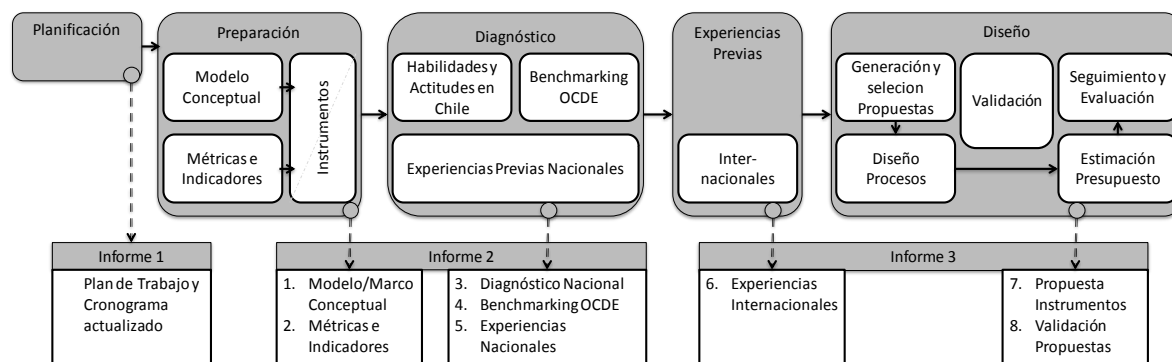 Planificación
Preparación
Modelo
Conceptual
Métricas e
Indicadores
Instrumentos
Diagnóstico
Habilidades y
Actitudes en
Chile
Benchmarking
OCDE
Experiencias Previas Nacionales
Experiencias
Previas
Inter-
nacionales
Diseño
Generación y
selecion
Propuestas
Validación
Seguimiento y
Evaluación
Diseño
Procesos
Estimación
Presupuesto
Informe 1
Plan de Trabajo y
Cronograma
actualizado
Informe 2
1. Modelo/Marco
Conceptual
2. Métricas e
Indicadores
3. Diagnóstico Nacional
4. Benchmarking OCDE
5. Experiencias
Nacionales
Informe 3
6. Experiencias
Internacionales
7. Propuesta
Instrumentos
8. Validación
Propuestas